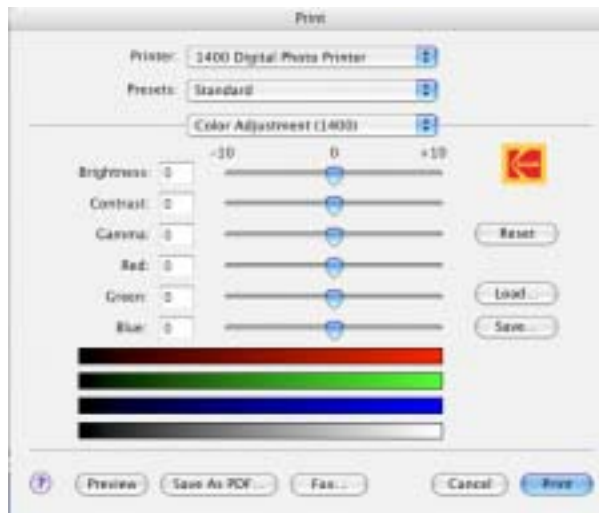 Print
Printer: 1400 Digital Photo Printer
Presets: Standard
Color Adjustment (1400)
-10 0 +10
Brightness: 0
Contrast: 0
Gamma: 0 Reset
Red: 0
Green: 0 Load...
Blue: 0 Save...
? Preview Save As PDF... Fax... Cancel Print